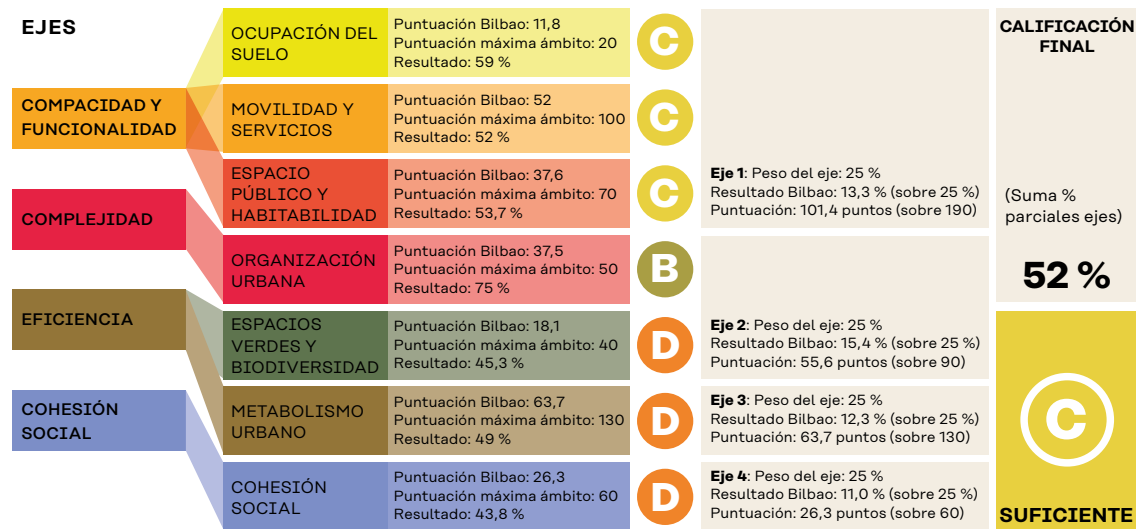 EJES
COMPACIDAD Y
FUNCIONALIDAD
COMPLEJIDAD
EFICIENCIA
COHESIÓN
SOCIAL
OCUPACIÓN DEL
SUELO
Puntuación Bilbao: 11,8
Puntuación máxima ámbito: 20
Resultado: 59 %
C
MOVILIDAD Y
SERVICIOS
Puntuación Bilbao: 52
Puntuación máxima ámbito: 100
Resultado: 52 %
C
ESPACIO
PÚBLICO Y
HABITABILIDAD
Puntuación Bilbao: 37,6
Puntuación máxima ámbito: 70
Resultado: 53,7 %
C
ORGANIZACIÓN
URBANA
Puntuación Bilbao: 37,5
Puntuación máxima ámbito: 50
Resultado: 75 %
B
ESPACIOS
VERDES Y
BIODIVERSIDAD
Puntuación Bilbao: 18,1
Puntuación máxima ámbito: 40
Resultado: 45,3 %
D
METABOLISMO
URBANO
Puntuación Bilbao: 63,7
Puntuación máxima ámbito: 130
Resultado: 49 %
D
COHESIÓN
SOCIAL
Puntuación Bilbao: 26,3
Puntuación máxima ámbito: 60
Resultado: 43,8 %
D
Eje 1: Peso del eje: 25 %
Resultado Bilbao: 13,3 % (sobre 25 %)
Puntuación: 101,4 puntos (sobre 190)
Eje 2: Peso del eje: 25 %
Resultado Bilbao: 15,4 % (sobre 25 %)
Puntuación: 55,6 puntos (sobre 90)
Eje 3: Peso del eje: 25 %
Resultado Bilbao: 12,3 % (sobre 25 %)
Puntuación: 63,7 puntos (sobre 130)
Eje 4: Peso del eje: 25 %
Resultado Bilbao: 11,0 % (sobre 25 %)
Puntuación: 26,3 puntos (sobre 60)
CALIFICACIÓN
FINAL
(Suma %
parciales ejes)
52 %
C
SUFICIENTE